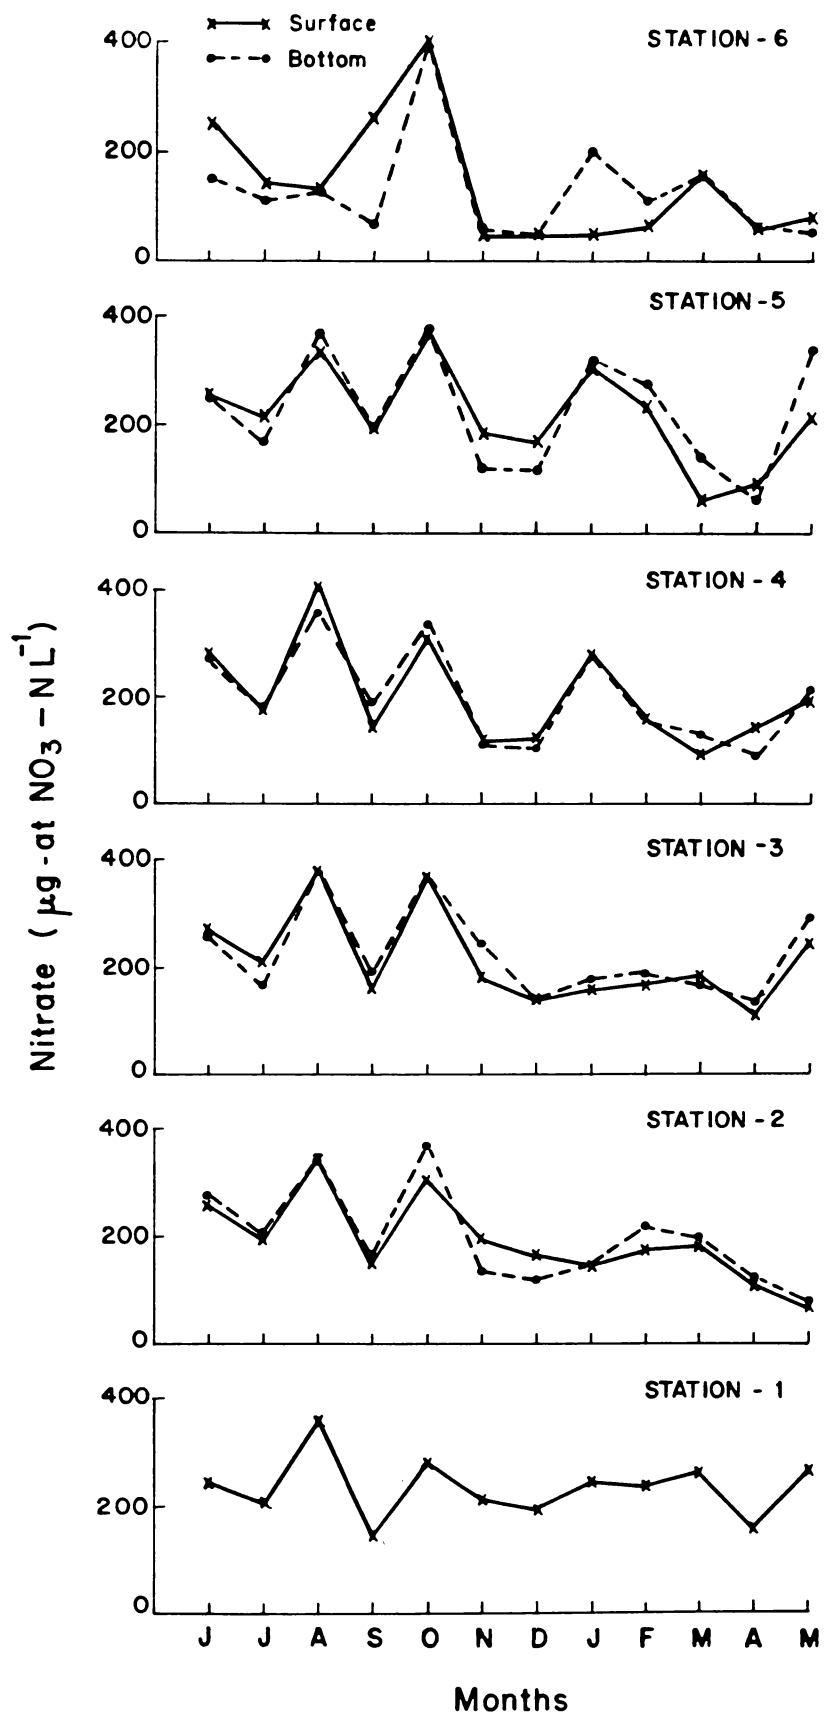 Surface
Bottom
STATION - 6
400
200
0
STATION - 5
400
200
0
STATION - 4
400
200
0
STATION - 3
400
200
0
STATION - 2
400
200
0
STATION - 1
400
200
0
Nitrate ( μg - at NO3 - N L-1)
J J A S O N D J F M A M
Months